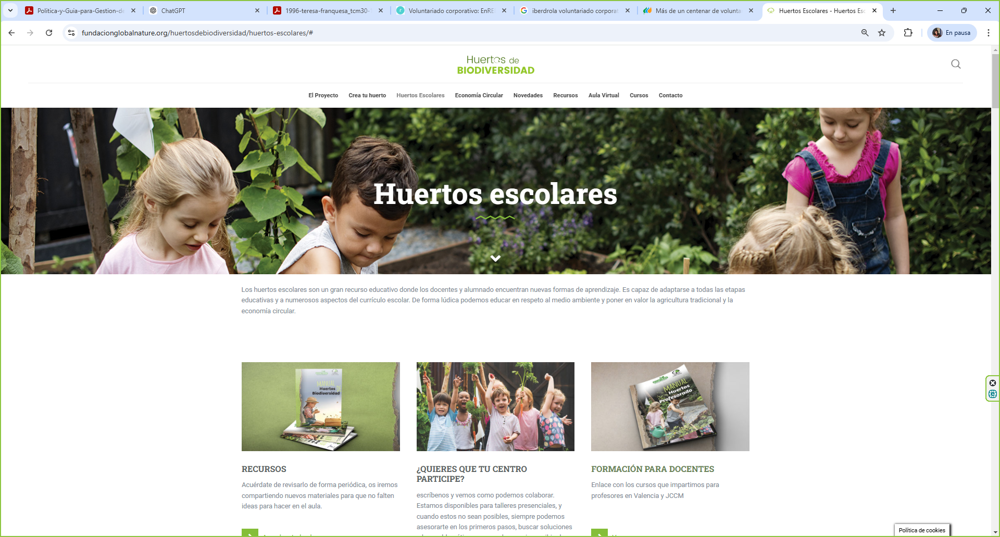 Politica-y-Guia-para-Gestion-de
ChatGPT
1996-teresa-franquesa_tcm30-
Voluntariado corporativo: EnRE
iberdrola voluntariado corporat
Más de un centenar de volunta
Huertos Escolares - Huertos Esc
fundacionglobalnature.org/huertosdebiodiversidad/huertos-escolares/#
En pausa
Huertos de
BIODIVERSIDAD
El Proyecto
Crea tu huerto
Huertos Escolares
Economía Circular
Novedades
Recursos
Aula Virtual
Cursos
Contacto
Huertos escolares
Los huertos escolares son un gran recurso educativo donde los docentes y alumnado encuentran nuevas formas de aprendizaje. Es capaz de adaptarse a todas las etapas
educativas y a numerosos aspectos del currículo escolar. De forma lúdica podemos educar en respeto al medio ambiente y poner en valor la agricultura tradicional y la
economía circular.
MANUAL DE
Huertos
Biodiversidad
MANUAL
Huertos
Profesorado
RECURSOS
Acuérdate de revisarlo de forma periódica, os iremos
compartiendo nuevos materiales para que no falten
ideas para hacer en el aula.
¿QUIERES QUE TU CENTRO
PARTICIPE?
escríbenos y vemos como podemos colaborar.
Estamos disponibles para talleres presenciales, y
cuando estos no sean posibles, siempre podemos
asesorarte en los primeros pasos, buscar soluciones
FORMACIÓN PARA DOCENTES
Enlace con los cursos que impartimos para
profesores en Valencia y JCCM
Política de cookies